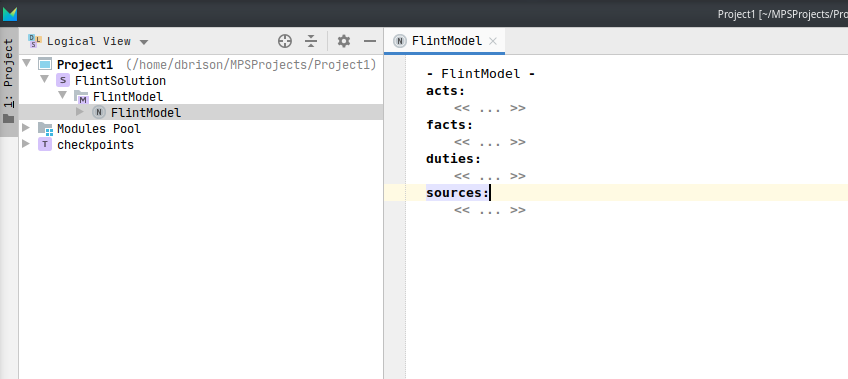 Project1 [~/MPSProjects/Pro
1: Project
DSL Logical View
Project1 (/home/dbrison/MPSProjects/Project1)
S FlintSolution
M FlintModel
N FlintModel
Modules Pool
T checkpoints
N FlintModel
- FlintModel -
acts:
<< ... >>
facts:
<< ... >>
duties:
<< ... >>
sources:
<< ... >>